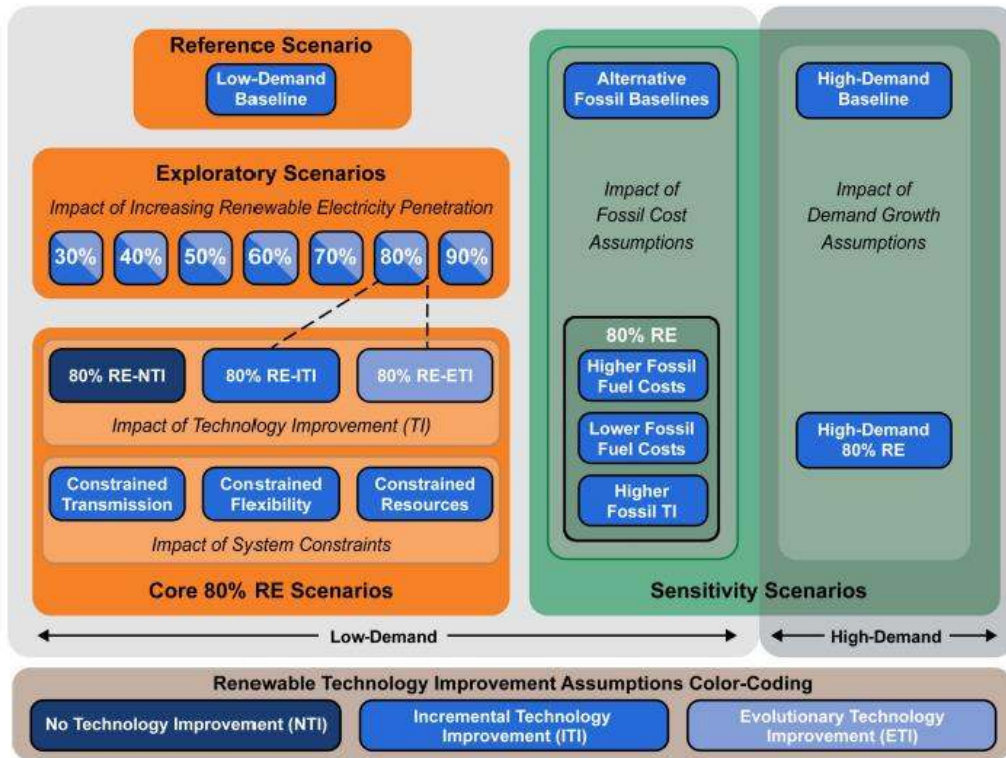 Reference Scenario
Low-Demand
Baseline
Exploratory Scenarios
Impact of Increasing Renewable Electricity Penetration
30% 40% 50% 60% 70% 80% 90%
80% RE-NTI 80% RE-ITI 80% RE-ETI
Impact of Technology Improvement (TI)
Constrained
Transmission
Constrained
Flexibility
Constrained
Resources
Impact of System Constraints
Core 80% RE Scenarios
Alternative
Fossil Baselines
Impact of
Fossil Cost
Assumptions
80% RE
Higher Fossil
Fuel Costs
Lower Fossil
Fuel Costs
Higher
Fossil TI
High-Demand
Baseline
Impact of
Demand Growth
Assumptions
High-Demand
80% RE
Sensitivity Scenarios
Low-Demand
High-Demand
Renewable Technology Improvement Assumptions Color-Coding
No Technology Improvement (NTI)
Incremental Technology
Improvement (ITI)
Evolutionary Technology
Improvement (ETI)